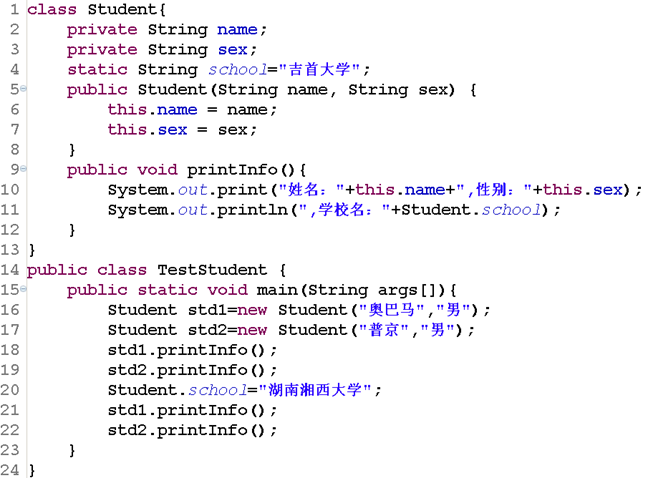 1 class Student{
2     private String name;
3     private String sex;
4     static String school="吉首大学";
5     public Student(String name, String sex) {
6         this.name = name;
7         this.sex = sex;
8     }
9     public void printInfo(){
10         System.out.print("姓名："+this.name+",性别："+this.sex);
11         System.out.println(",学校名："+Student.school);
12     }
13 }
14 public class TestStudent {
15     public static void main(String args[]){
16         Student std1=new Student("奥巴马","男");
17         Student std2=new Student("普京","男");
18         std1.printInfo();
19         std2.printInfo();
20         Student.school="湖南湘西大学";
21         std1.printInfo();
22         std2.printInfo();
23     }
24 }